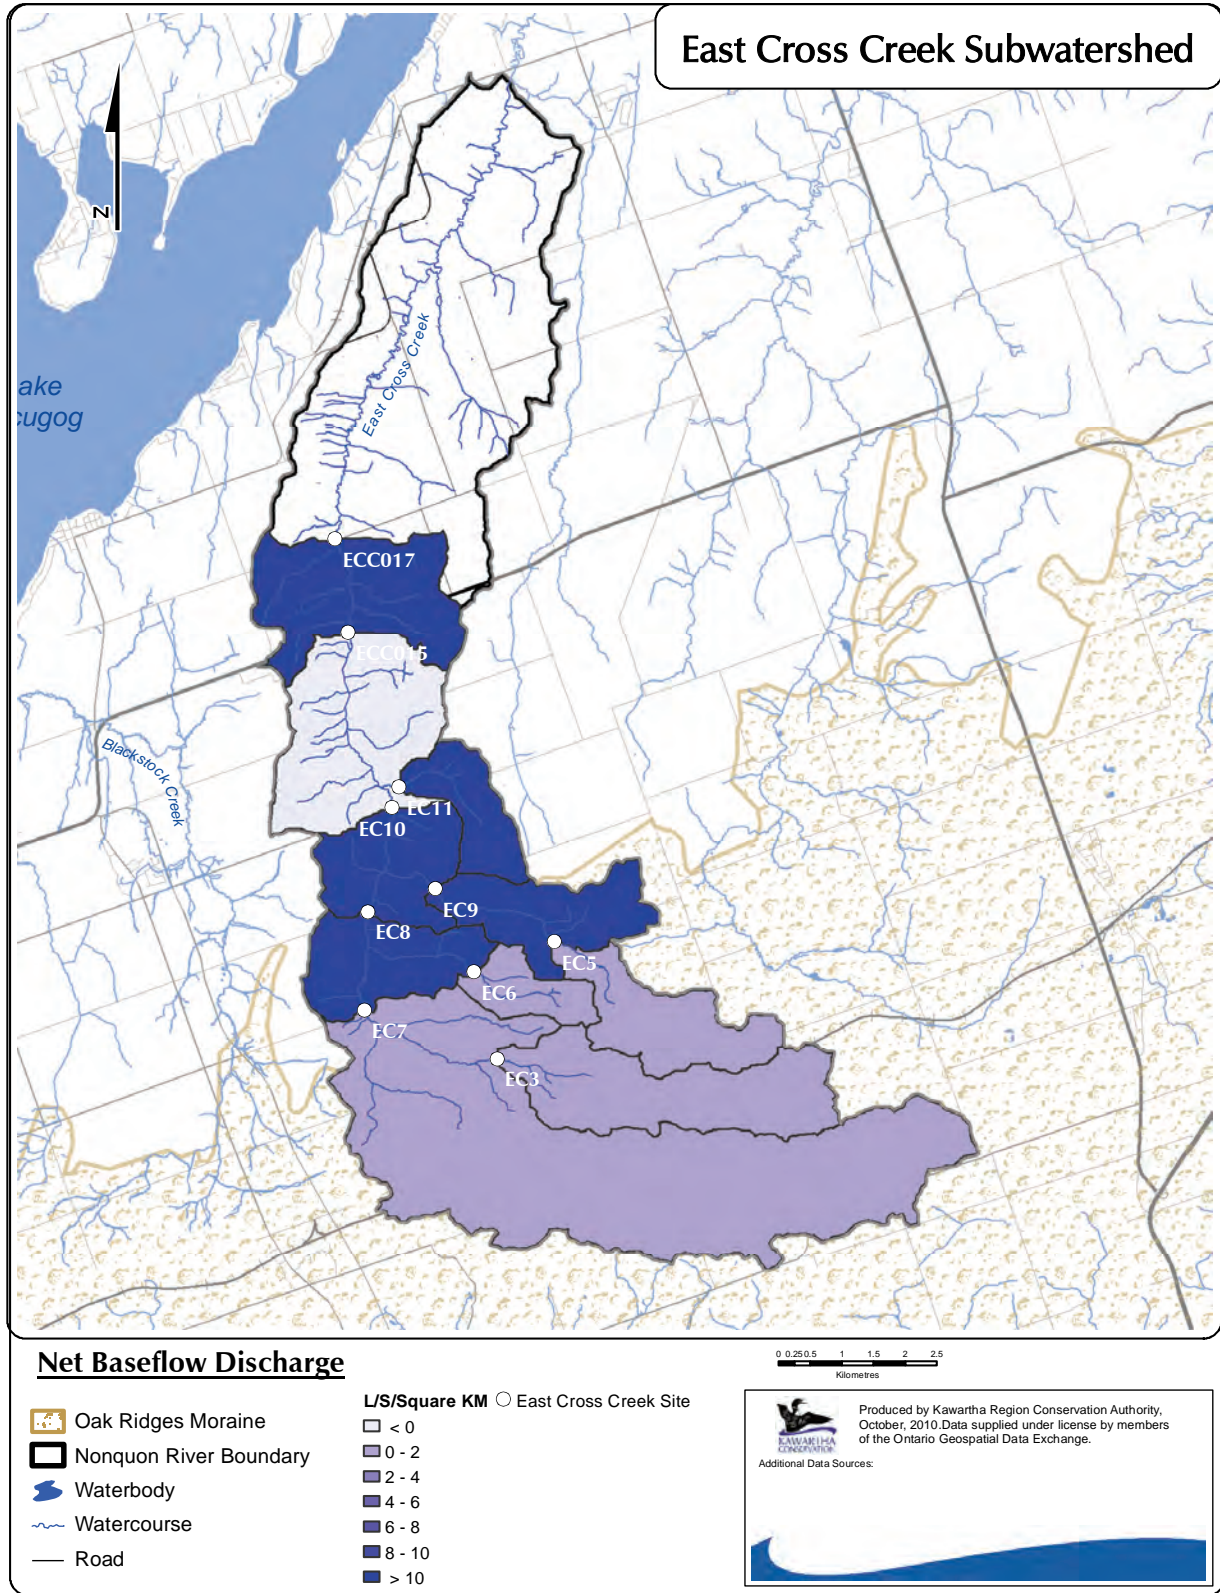 East Cross Creek Subwatershed
N
ake
cugog
East Cross Creek
ECC017
ECC015
Blackstock Creek
EC11
EC10
EC9
EC8
EC5
EC6
EC7
EC3
Net Baseflow Discharge
Oak Ridges Moraine
Nonquon River Boundary
Waterbody
Watercourse
Road
L/S/Square KM
East Cross Creek Site
< 0
0 - 2
2 - 4
4 - 6
6 - 8
8 - 10
> 10
0 0.25 0.5 1 1.5 2 2.5
Kilometres
KAWARTHA
CONSERVATION
Produced by Kawartha Region Conservation Authority,
October, 2010.Data supplied under license by members
of the Ontario Geospatial Data Exchange.
Additional Data Sources: